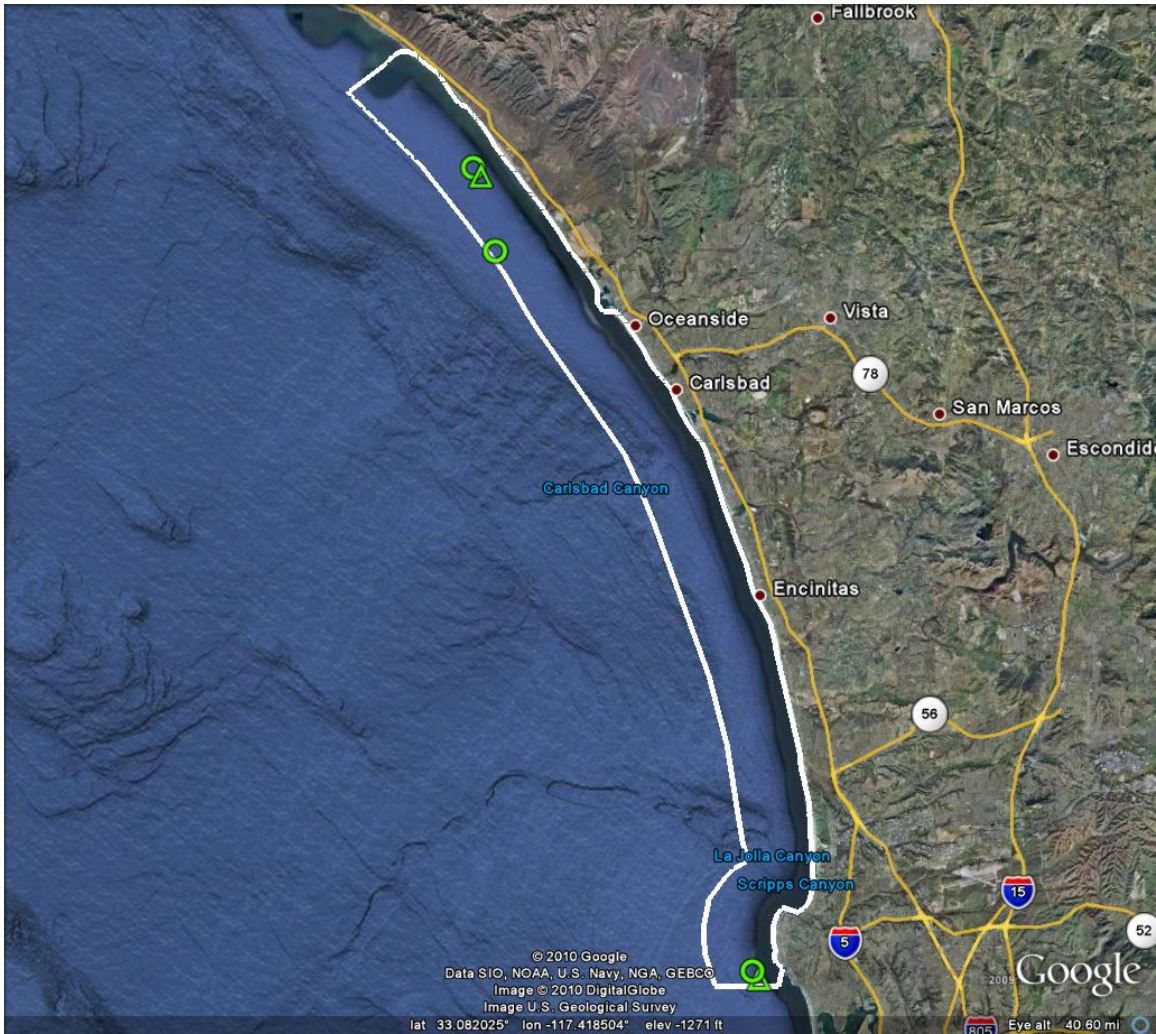 Fallbrook
Oceanside
Vista
Carlsbad
78
San Marcos
Escondido
Carlsbad Canyon
Encinitas
56
La Jolla Canyon
Scripps Canyon
15
5
52
© 2010 Google
Data SIO, NOAA, U.S. Navy, NGA, GEBCO
Image © 2010 DigitalGlobe
Image U.S. Geological Survey
©2009 Google
lat 33.082025° lon -117.418504° elev -1271 ft
805
Eye alt 40.60 mi